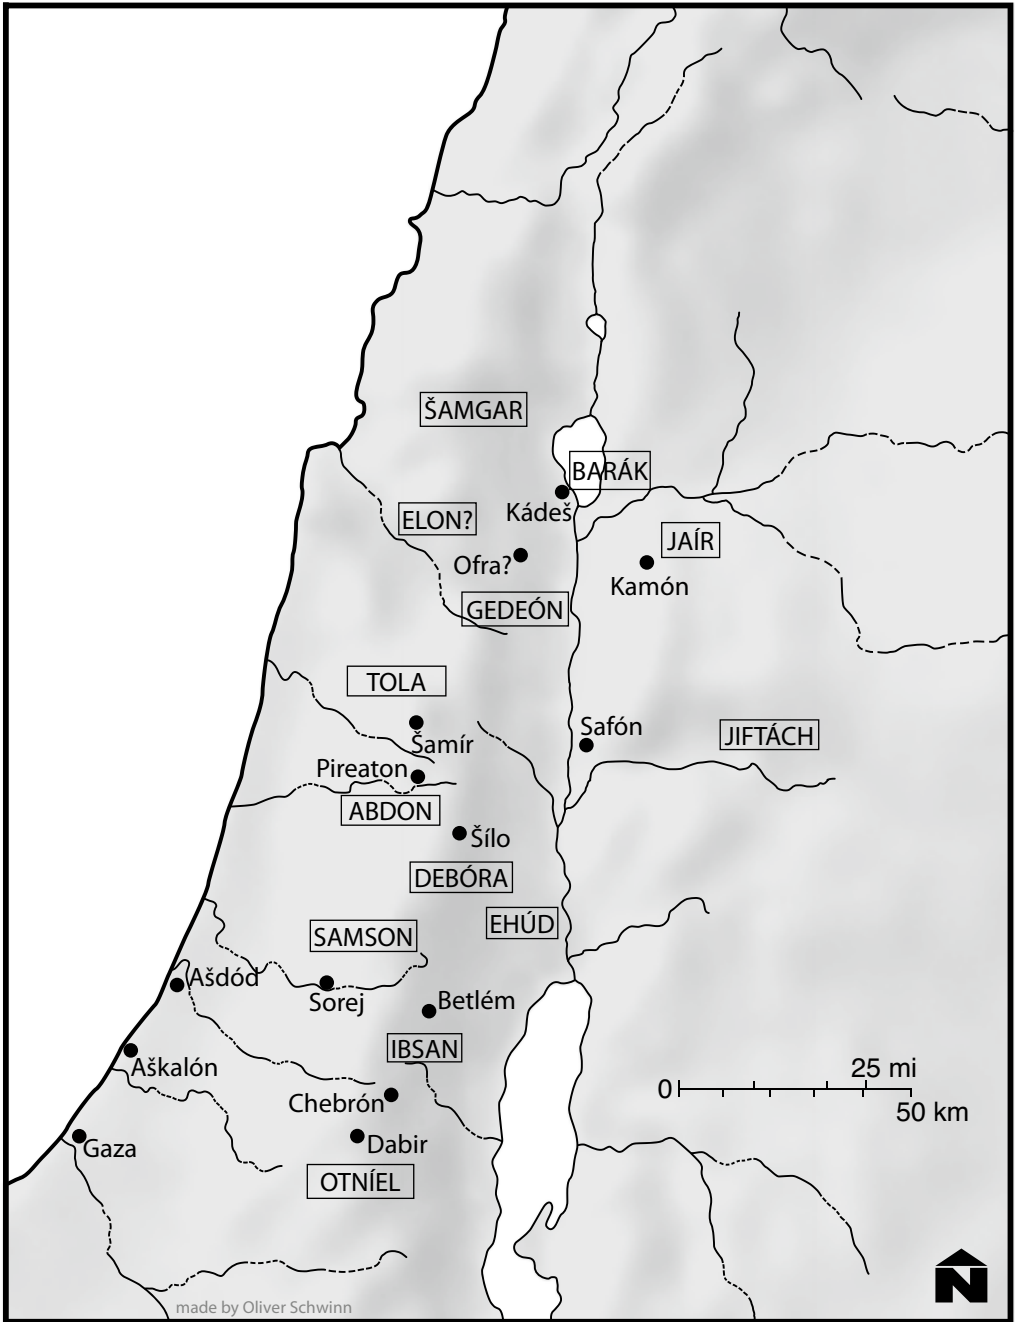 ŠAMGAR
BARÁK
Kádeš
ELON?
JAÍR
Ofra?
Kamón
GEDEÓN
TOLA
Šamír
Safón
JIFTÁCH
Pireaton
ABDON
Šílo
DEBÓRA
EHÚD
SAMSON
Ašdód
Sorej
Betlém
IBSAN
Aškalón
25 mi
0
50 km
Chebrón
Gaza
Dabir
OTNÍEL
N
made by Oliver Schwinn